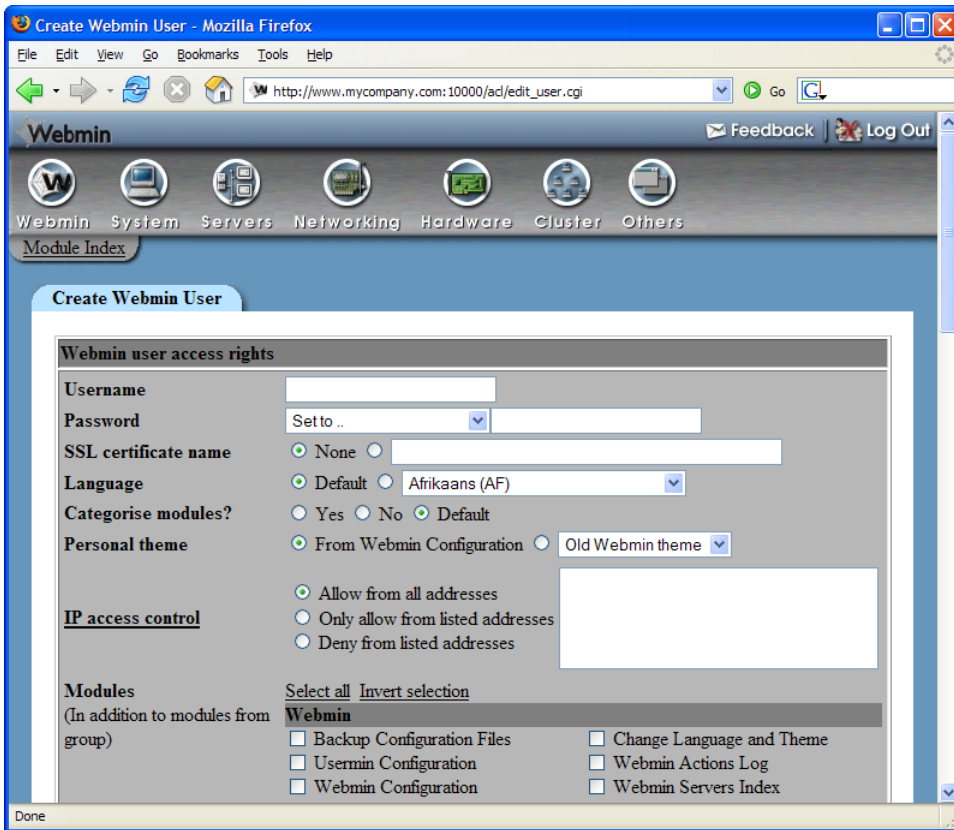 Create Webmin User - Mozilla Firefox
File Edit View Go Bookmarks Tools Help
http://www.mycompany.com:10000/acl/edit_user.cgi Go G
Webmin Feedback Log Out
Webmin System Servers Networking Hardware Cluster Others
Module Index
Create Webmin User
Webmin user access rights
Username
Password Set to ..
SSL certificate name None
Language Default Afrikaans (AF)
Categorise modules? Yes No Default
Personal theme From Webmin Configuration Old Webmin theme
Allow from all addresses
IP access control Only allow from listed addresses
Deny from listed addresses
Modules Select all Invert selection
(In addition to modules from Webmin
group) Backup Configuration Files Change Language and Theme
Usermin Configuration Webmin Actions Log
Webmin Configuration Webmin Servers Index
Done